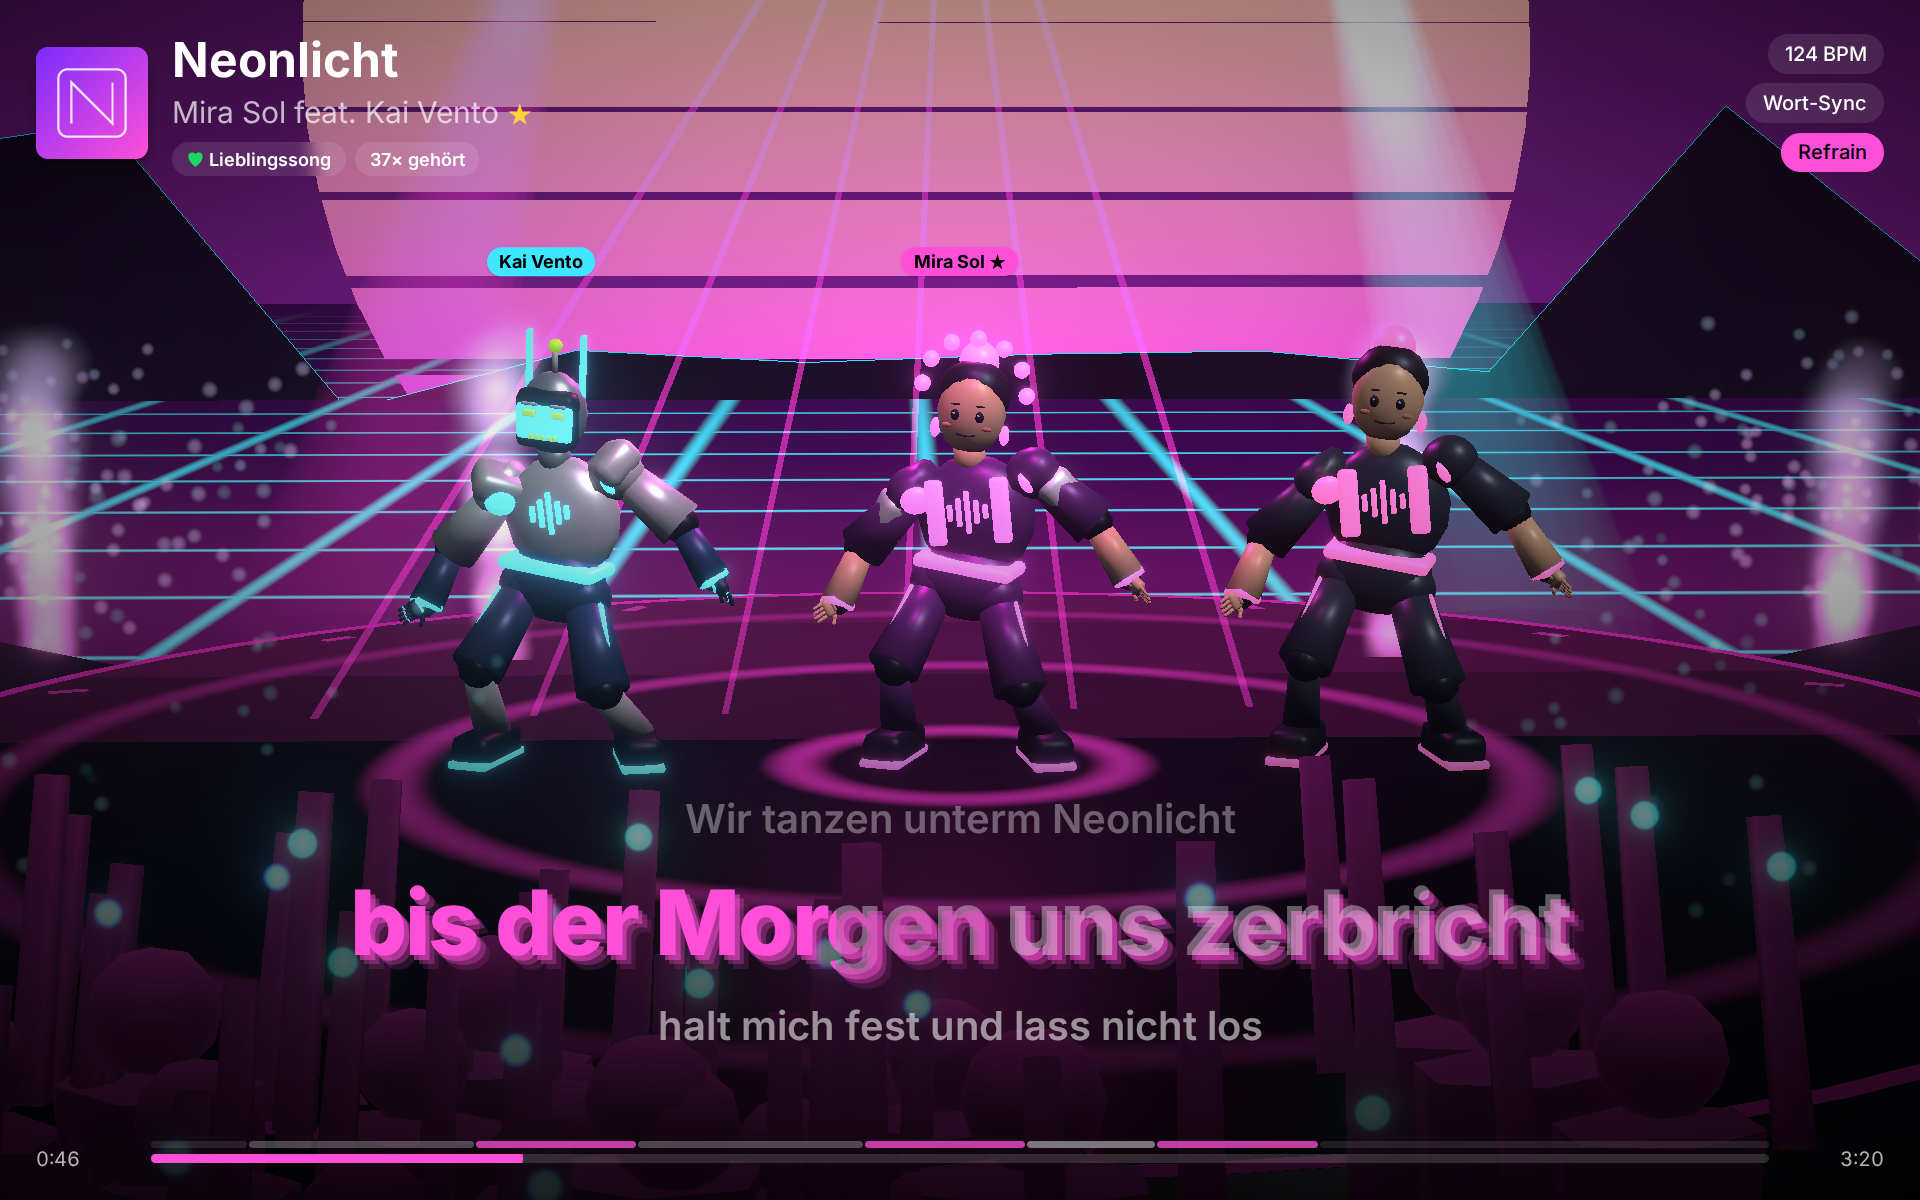 Neonlicht
Mira Sol feat. Kai Vento ★
Lieblingssong
37× gehört
124 BPM
Wort-Sync
Refrain
N
Kai Vento
Mira Sol ★
Wir tanzen unterm Neonlicht
bis der Morgen uns zerbricht
halt mich fest und lass nicht los
0:46
3:20